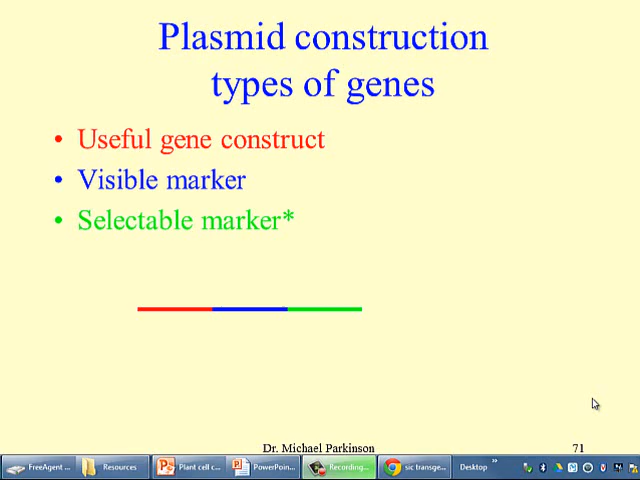 Plasmid construction
types of genes
• Useful gene construct
• Visible marker
• Selectable marker*
Dr. Michael Parkinson
71
FreeAgent ...
Resources
Plant cell c...
PowerPoin...
Recording...
sic transge...
Desktop